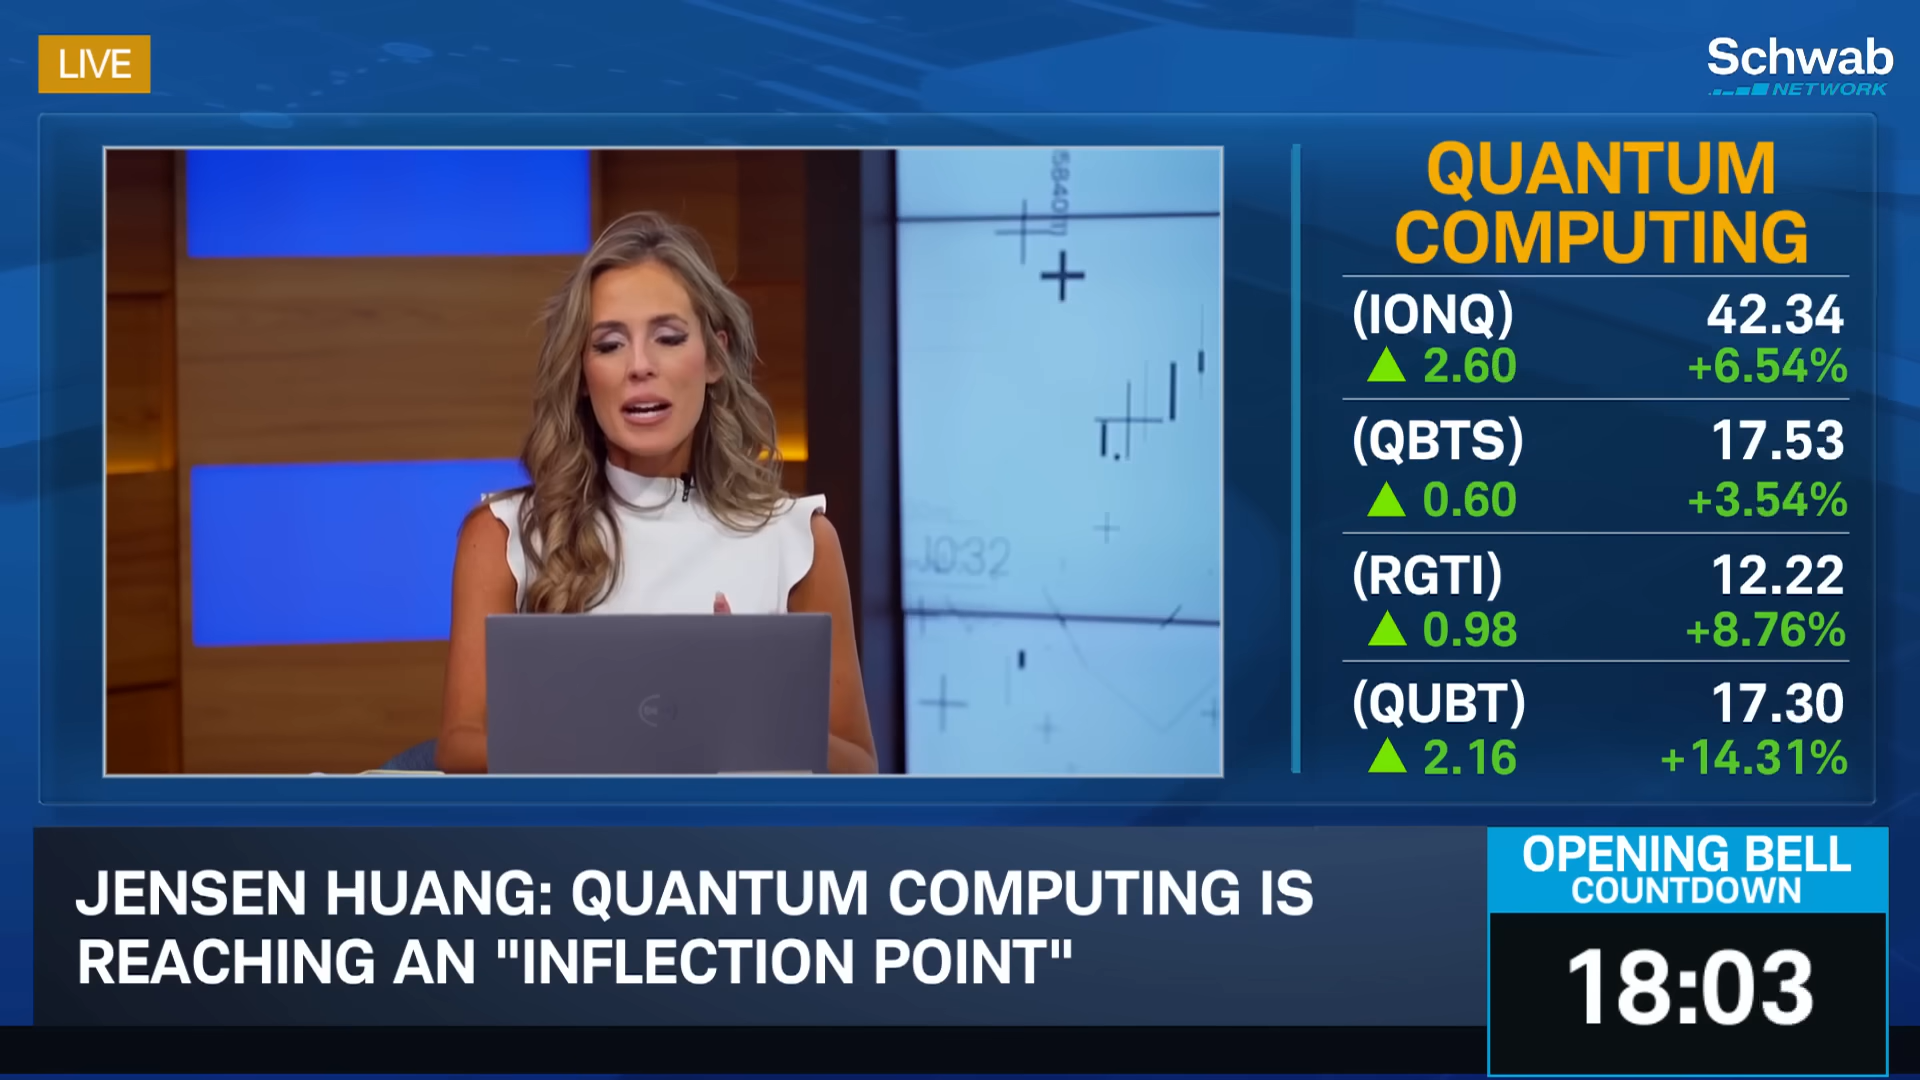 LIVE
Schwab
NETWORK
QUANTUM
COMPUTING
(IONQ) 42.34
▲ 2.60 +6.54%
(QBTS) 17.53
▲ 0.60 +3.54%
(RGTI) 12.22
▲ 0.98 +8.76%
(QUBT) 17.30
▲ 2.16 +14.31%
JENSEN HUANG: QUANTUM COMPUTING IS
REACHING AN "INFLECTION POINT"
OPENING BELL
COUNTDOWN
18:03